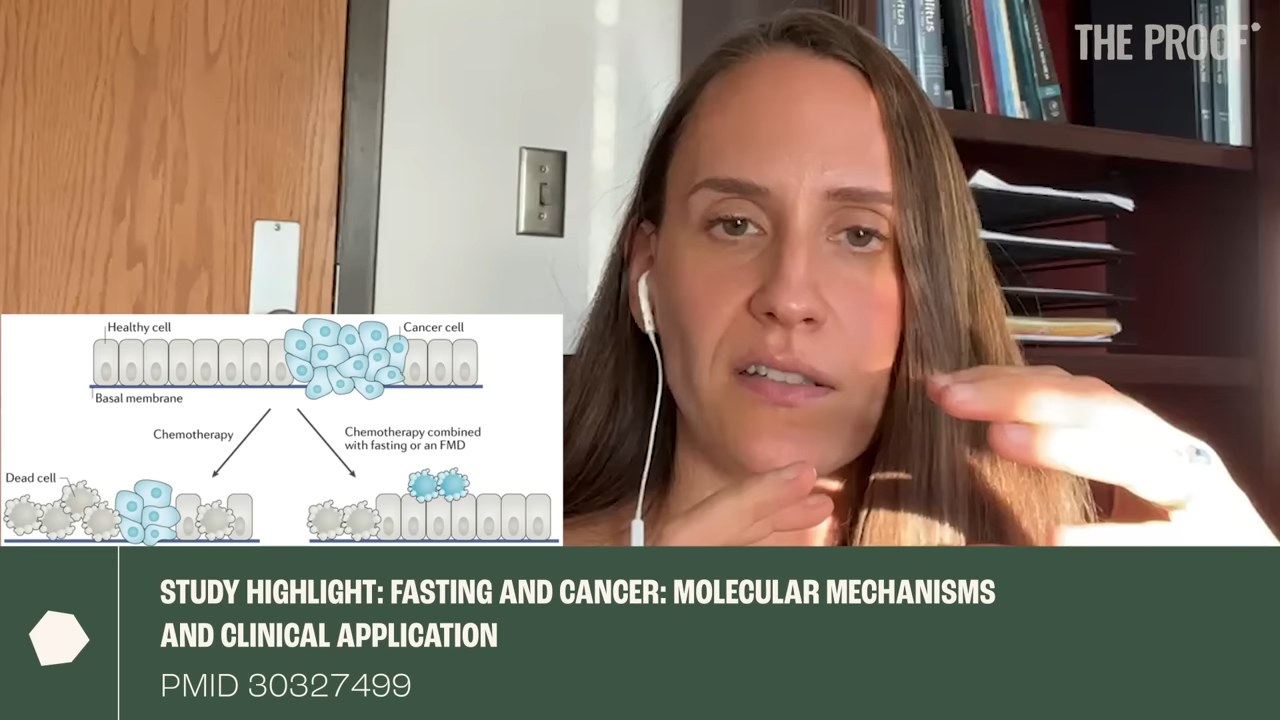 THE PROOF
Healthy cell
Cancer cell
Basal membrane
Chemotherapy
Chemotherapy combined
with fasting or an FMD
Dead cell
STUDY HIGHLIGHT: FASTING AND CANCER: MOLECULAR MECHANISMS
AND CLINICAL APPLICATION
PMID 30327499